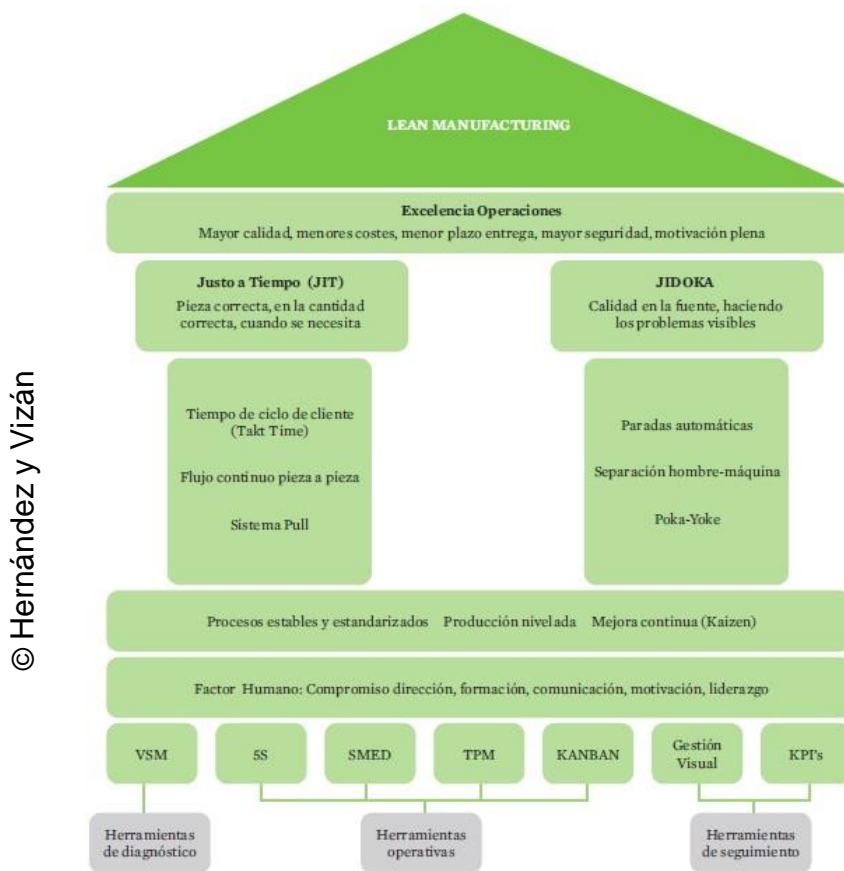 LEAN MANUFACTURING
Excelencia Operaciones
Mayor calidad, menores costes, menor plazo entrega, mayor seguridad, motivación plena
Justo a Tiempo (JIT)
Pieza correcta, en la cantidad
correcta, cuando se necesita
JIDOKA
Calidad en la fuente, haciendo
los problemas visibles
Tiempo de ciclo de cliente
(Takt Time)
Flujo continuo pieza a pieza
Sistema Pull
Paradas automáticas
Separación hombre-máquina
Poka-Yoke
Procesos estables y estandarizados Producción nivelada Mejora continua (Kaizen)
Factor Humano: Compromiso dirección, formación, comunicación, motivación, liderazgo
VSM
5S
SMED
TPM
KANBAN
Gestión
Visual
KPI's
Herramientas
de diagnóstico
Herramientas
operativas
Herramientas
de seguimiento
© Hernández y Vizán